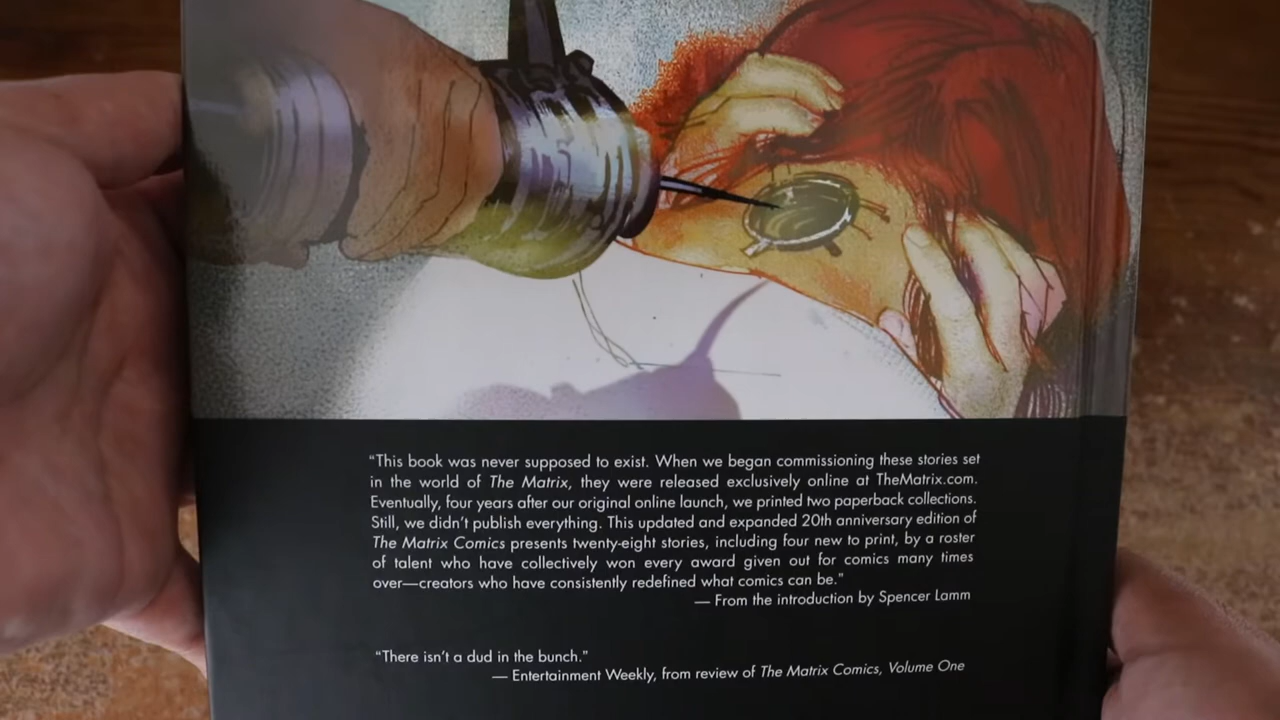 “This book was never supposed to exist. When we began commissioning these stories set
in the world of The Matrix, they were released exclusively online at TheMatrix.com.
Eventually, four years after our original online launch, we printed two paperback collections.
Still, we didn’t publish everything. This updated and expanded 20th anniversary edition of
The Matrix Comics presents twenty-eight stories, including four new to print, by a roster
of talent who have collectively won every award given out for comics many times
over—creators who have consistently redefined what comics can be.”
— From the introduction by Spencer Lamm
“There isn’t a dud in the bunch.”
— Entertainment Weekly, from review of The Matrix Comics, Volume One